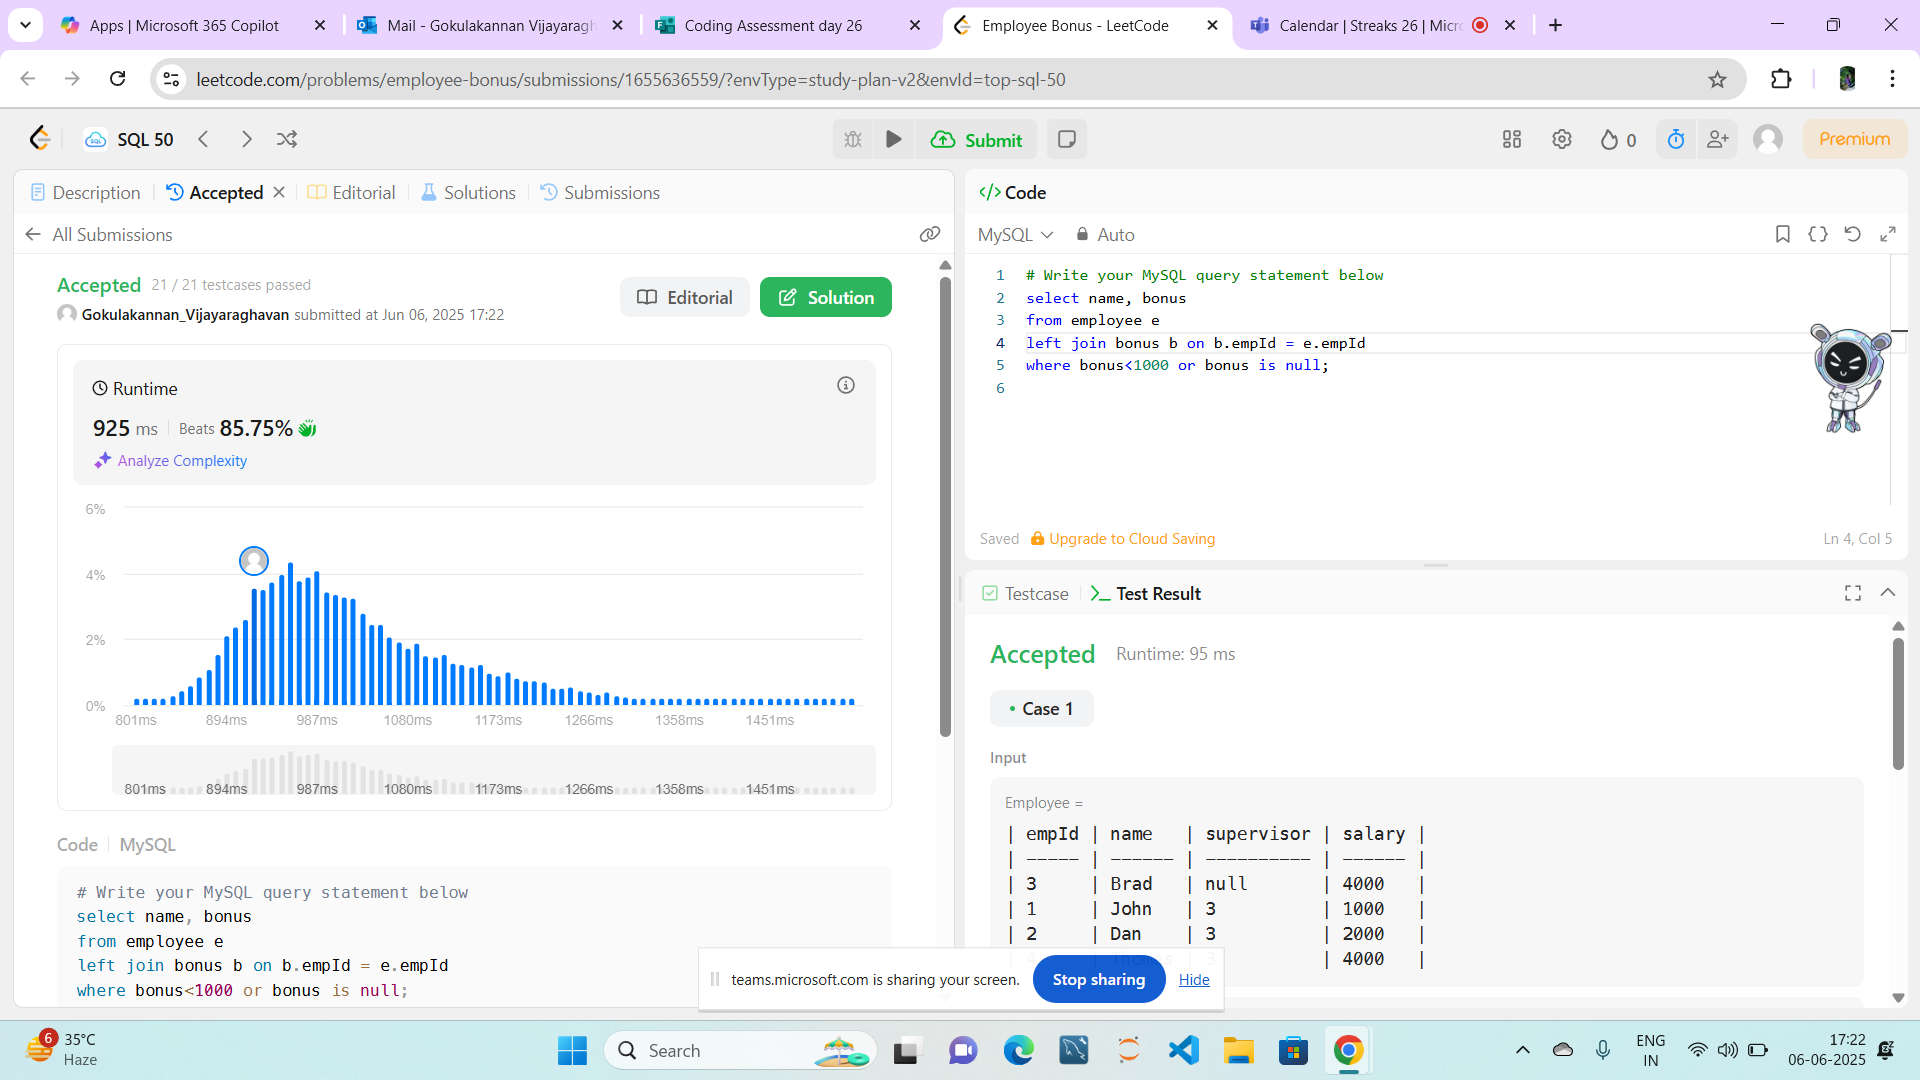 Apps | Microsoft 365 Copilot
Mail - Gokulakannan Vijayaragh
Coding Assessment day 26
Employee Bonus - LeetCode
Calendar | Streaks 26 | Micro
leetcode.com/problems/employee-bonus/submissions/1655636559/?envType=study-plan-v2&envId=top-sql-50
SQL 50
Submit
0
Premium
Description
Accepted
Editorial
Solutions
Submissions
All Submissions
Accepted 21 / 21 testcases passed
Gokulakannan_Vijayaraghavan submitted at Jun 06, 2025 17:22
Editorial
Solution
Runtime
925 ms Beats 85.75%
Analyze Complexity
6%
4%
2%
0%
801ms 894ms 987ms 1080ms 1173ms 1266ms 1358ms 1451ms
801ms 894ms 987ms 1080ms 1173ms 1266ms 1358ms 1451ms
Code MySQL
# Write your MySQL query statement below
select name, bonus
from employee e
left join bonus b on b.empId = e.empId
where bonus<1000 or bonus is null;
</> Code
MySQL Auto
1 # Write your MySQL query statement below
2 select name, bonus
3 from employee e
4 left join bonus b on b.empId = e.empId
5 where bonus<1000 or bonus is null;
6
Saved Upgrade to Cloud Saving
Ln 4, Col 5
Testcase
Test Result
Accepted Runtime: 95 ms
• Case 1
Input
Employee =
| empId | name | supervisor | salary |
| ----- | ------ | ---------- | ------ |
| 3 | Brad | null | 4000 |
| 1 | John | 3 | 1000 |
| 2 | Dan | 3 | 2000 |
| 4000 |
teams.microsoft.com is sharing your screen.
Stop sharing
Hide
6
35°C
Haze
Search
ENG
IN
17:22
06-06-2025